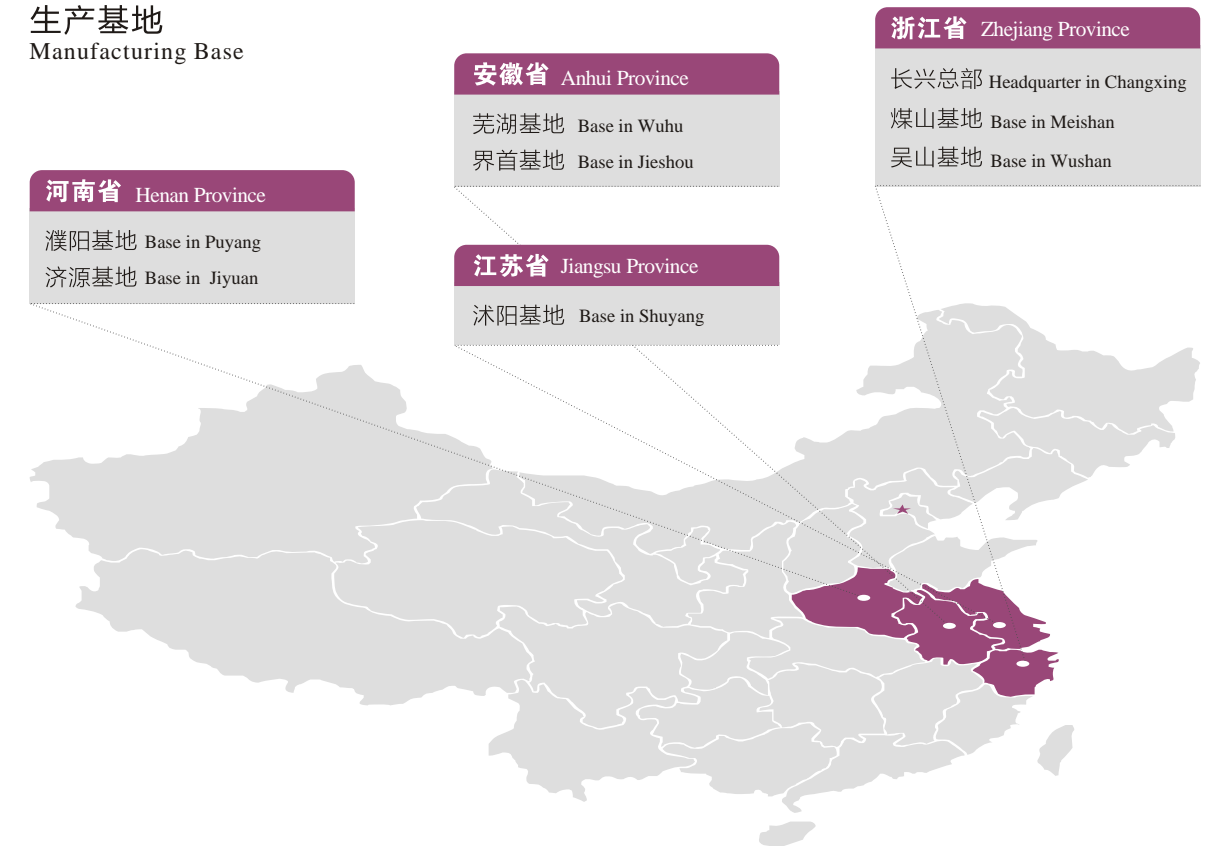 生产基地
Manufacturing Base
河南省 Henan Province
濮阳基地 Base in Puyang
济源基地 Base in Jiyuan
安徽省 Anhui Province
芜湖基地 Base in Wuhu
界首基地 Base in Jieshou
江苏省 Jiangsu Province
沭阳基地 Base in Shuyang
浙江省 Zhejiang Province
长兴总部 Headquarter in Changxing
煤山基地 Base in Meishan
吴山基地 Base in Wushan